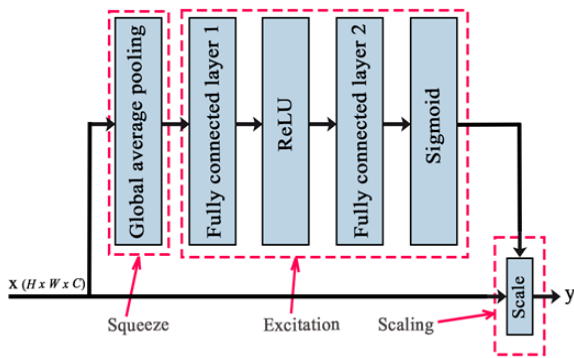 Global average pooling
Fully connected layer 1
ReLU
Fully connected layer 2
Sigmoid
x (H x W x C)
Scale
y
Squeeze
Excitation
Scaling